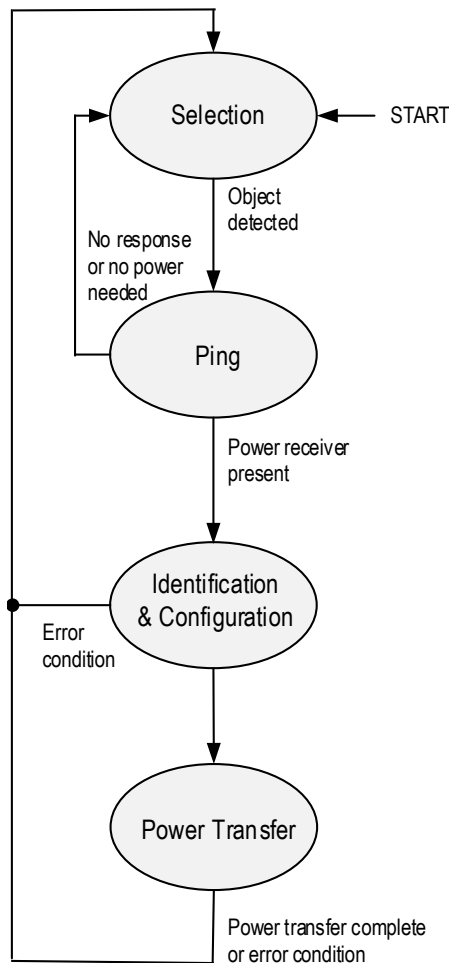 Selection
START
Object
detected
No response
or no power
needed
Ping
Power receiver
present
Identification
& Configuration
Error
condition
Power Transfer
Power transfer complete
or error condition